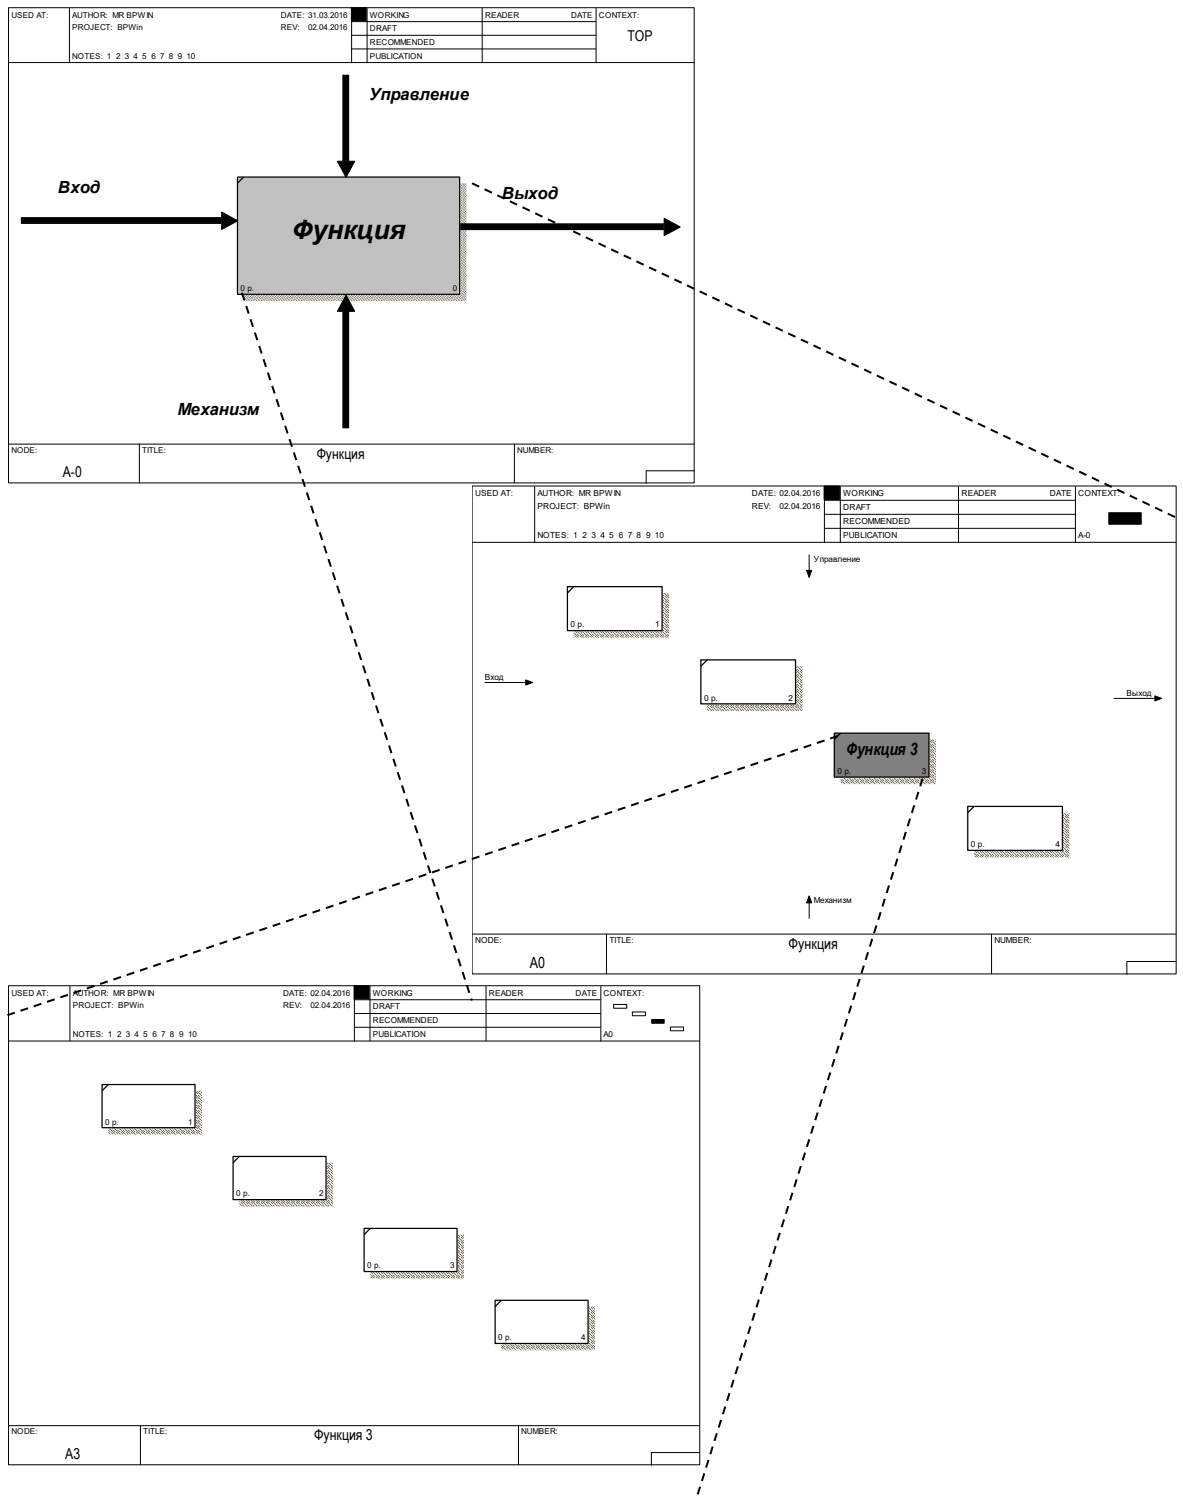 USED AT: AUTHOR: MR BPWIN DATE: 31.03.2016 WORKING READER DATE CONTEXT:
PROJECT: BPWin REV: 02.04.2016 DRAFT TOP
RECOMMENDED
NOTES: 1 2 3 4 5 6 7 8 9 10 PUBLICATION
Управление
Вход
Выход
Функция
0 р. 0
Механизм
NODE: TITLE: Функция NUMBER:
A-0
USED AT: AUTHOR: MR BPWIN DATE: 02.04.2016 WORKING READER DATE CONTEXT:
PROJECT: BPWin REV: 02.04.2016 DRAFT
RECOMMENDED
NOTES: 1 2 3 4 5 6 7 8 9 10 PUBLICATION A-0
Управление
0 р. 1
Вход
0 р. 2
Выход
Функция 3
0 р. 3
0 р. 4
Механизм
NODE: TITLE: Функция NUMBER:
A0
USED AT: AUTHOR: MR BPWIN DATE: 02.04.2016 WORKING READER DATE CONTEXT:
PROJECT: BPWin REV: 02.04.2016 DRAFT
RECOMMENDED
NOTES: 1 2 3 4 5 6 7 8 9 10 PUBLICATION A0
0 р. 1
0 р. 2
0 р. 3
0 р. 4
NODE: TITLE: Функция 3 NUMBER:
A3